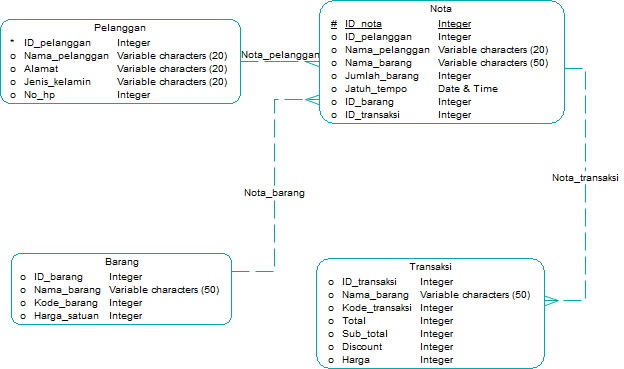 Pelanggan
* ID_pelanggan Integer
o Nama_pelanggan Variable characters (20)
o Alamat Variable characters (20)
o Jenis_kelamin Variable characters (20)
o No_hp Integer
Nota_pelanggan
Nota
# ID_nota Integer
o ID_pelanggan Integer
o Nama_pelanggan Variable characters (20)
o Nama_barang Variable characters (50)
o Jumlah_barang Integer
o Jatuh_tempo Date & Time
o ID_barang Integer
o ID_transaksi Integer
Nota_barang
Nota_transaksi
Barang
o ID_barang Integer
o Nama_barang Variable characters (50)
o Kode_barang Integer
o Harga_satuan Integer
Transaksi
o ID_transaksi Integer
o Nama_barang Variable characters (50)
o Kode_transaksi Integer
o Total Integer
o Sub_total Integer
o Discount Integer
o Harga Integer